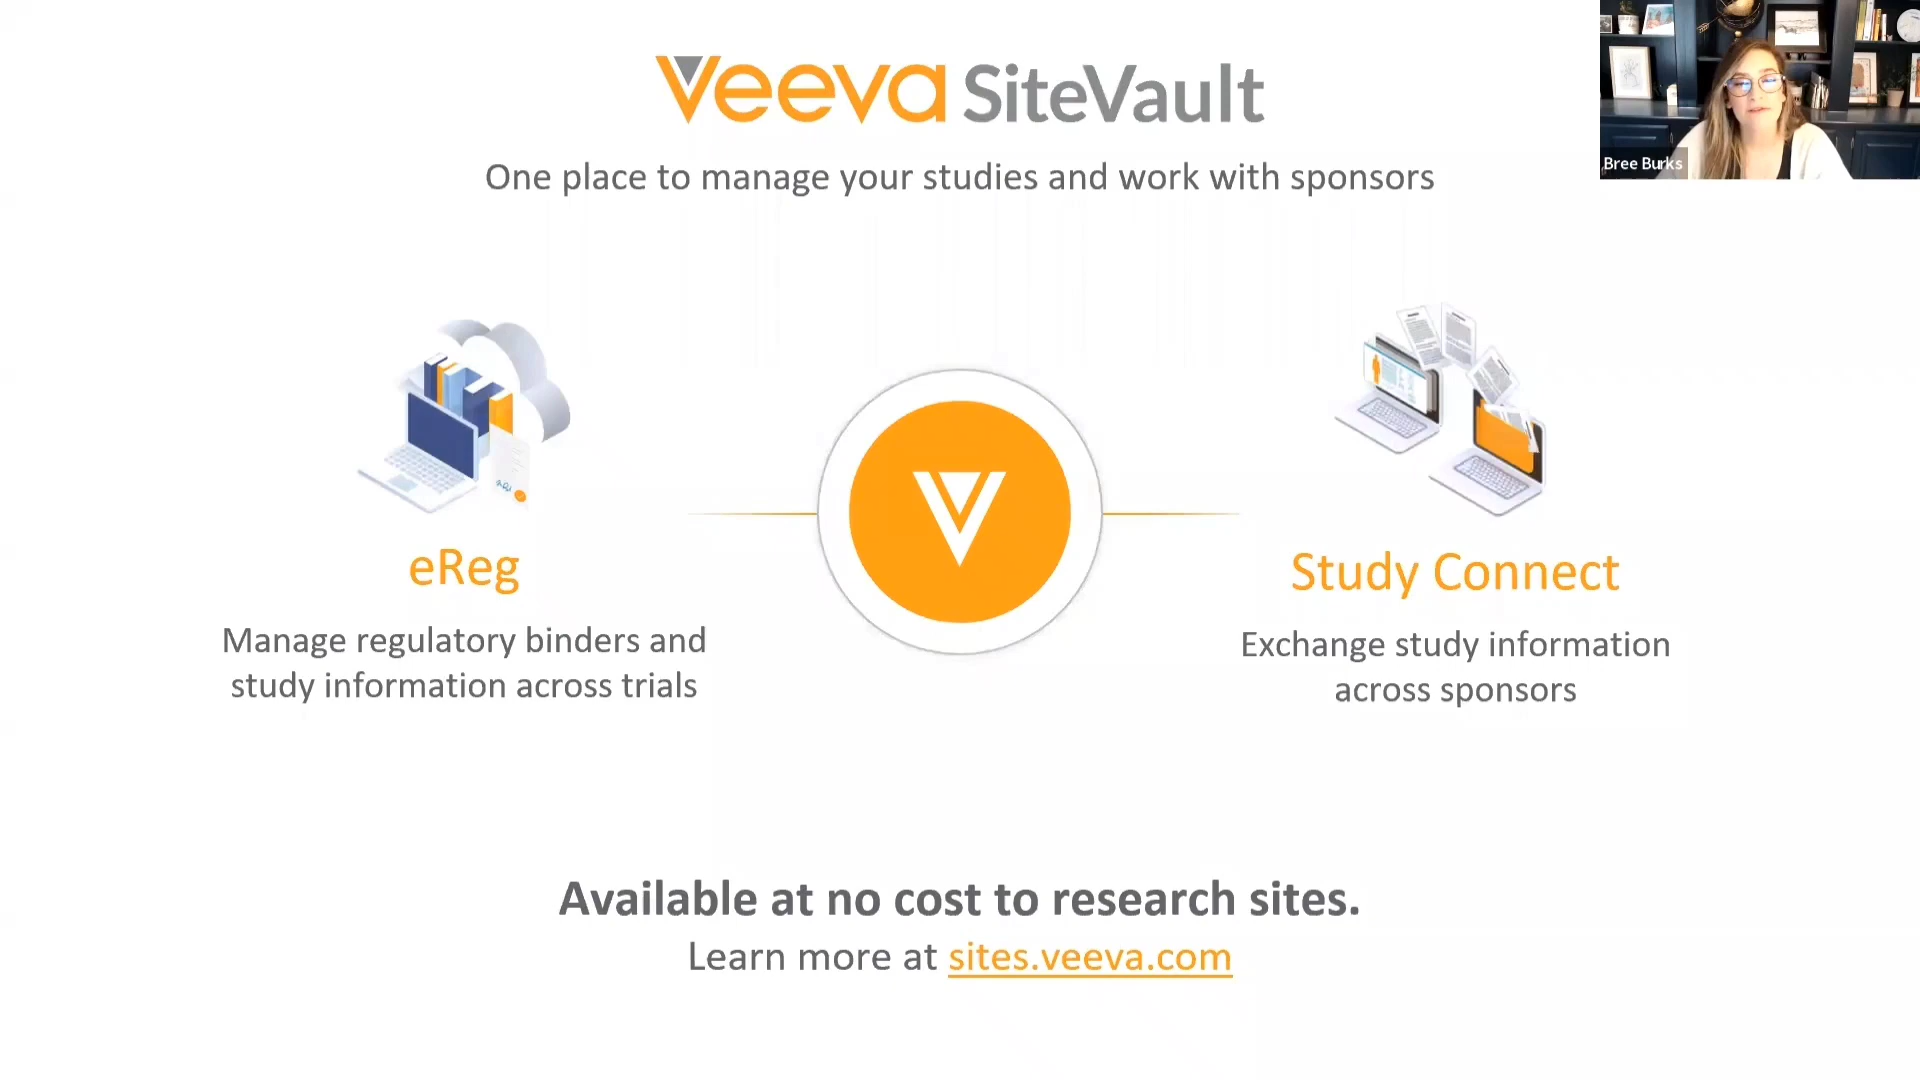 Veeva SiteVault
One place to manage your studies and work with sponsors
Bree Burks
eReg
Manage regulatory binders and
study information across trials
Study Connect
Exchange study information
across sponsors
Available at no cost to research sites.
Learn more at sites.veeva.com